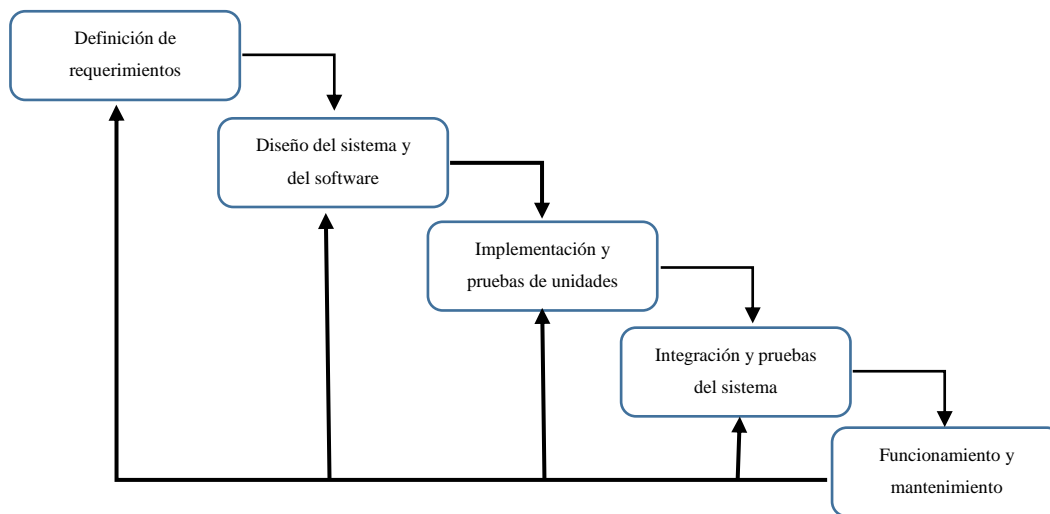 Definición de
requerimientos
Diseño del sistema y
del software
Implementación y
pruebas de unidades
Integración y pruebas
del sistema
Funcionamiento y
mantenimiento